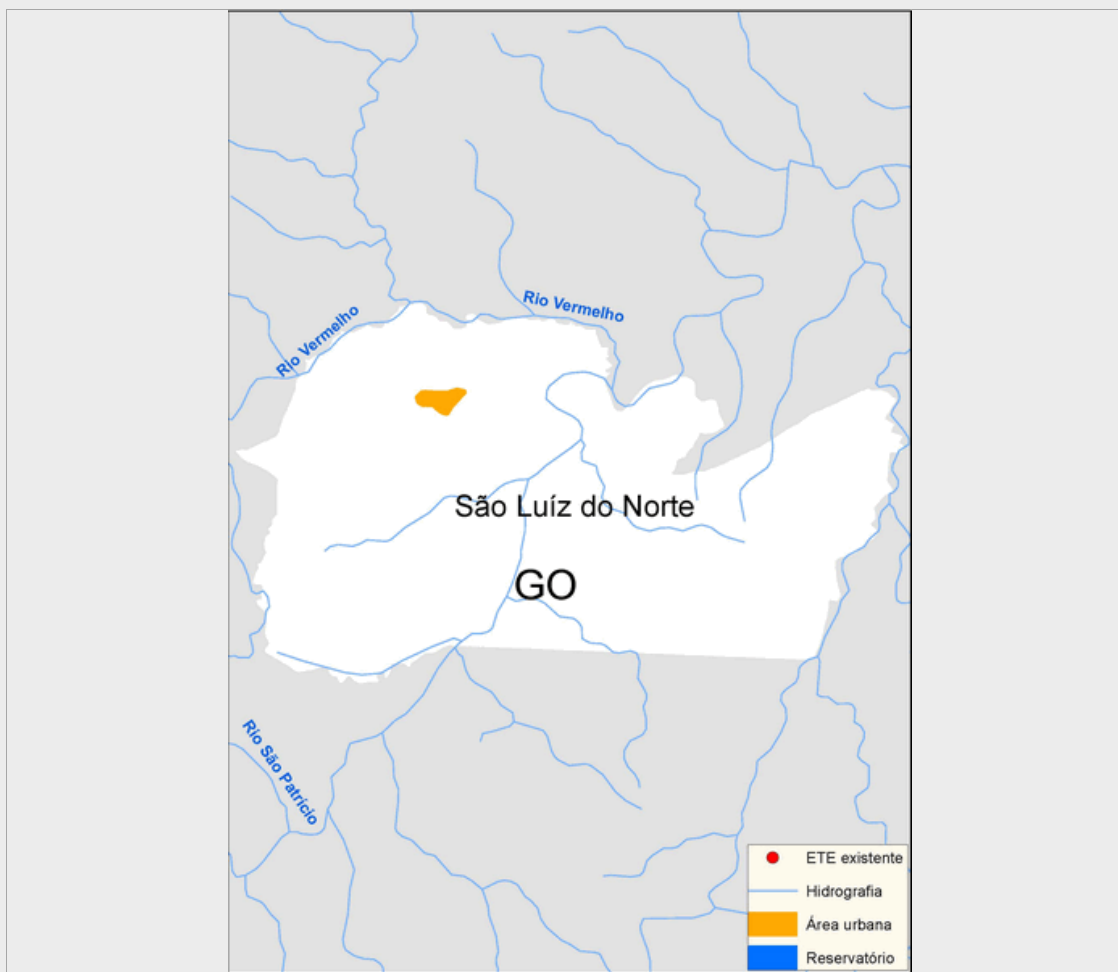 Rio Vermelho
Rio Vermelho
São Luíz do Norte
GO
Rio São Patrício
ETE existente
Hidrografia
Área urbana
Reservatório